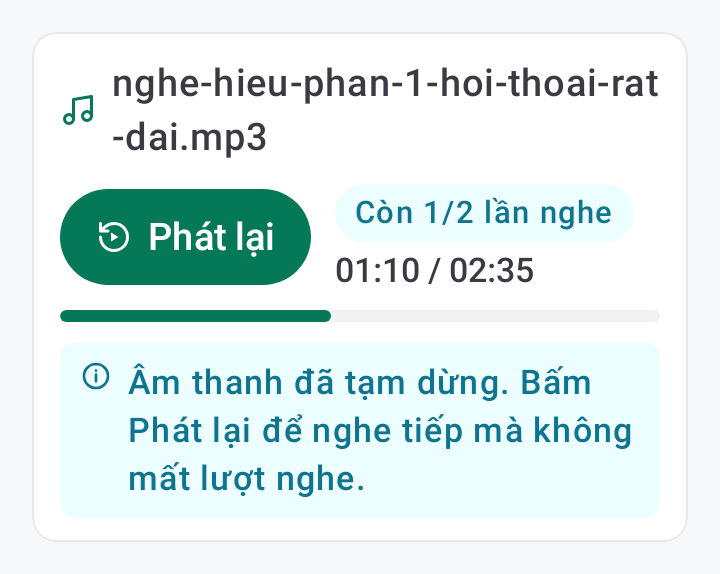 nghe-hieu-phan-1-hoi-thoai-rat
-dai.mp3
Phát lại
Còn 1/2 lần nghe
01:10 / 02:35
Âm thanh đã tạm dừng. Bấm
Phát lại để nghe tiếp mà không
mất lượt nghe.